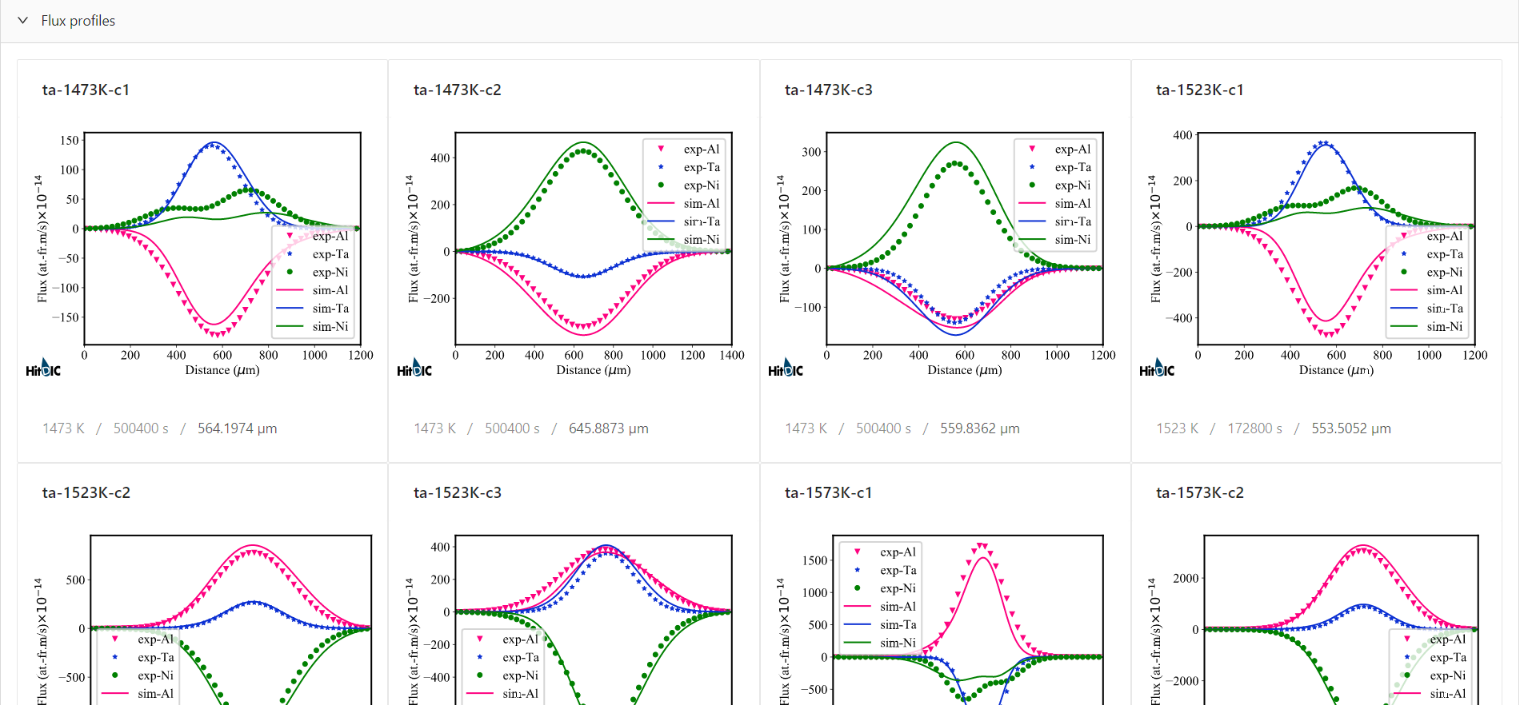 Flux profiles
ta-1473K-c1
ta-1473K-c2
ta-1473K-c3
ta-1523K-c1
Flux (at.-fr.m/s)×10⁻¹⁴
150
100
50
0
−50
−100
−150
exp-Al
exp-Ta
exp-Ni
sim-Al
sim-Ta
sim-Ni
0 200 400 600 800 1000 1200
Distance (μm)
HitDIC
Flux (at.-fr.m/s)×10⁻¹⁴
400
200
0
−200
exp-Al
exp-Ta
exp-Ni
sim-Al
sim-Ta
sim-Ni
0 200 400 600 800 1000 1200 1400
Distance (μm)
HitDIC
Flux (at.-fr.m/s)×10⁻¹⁴
300
200
100
0
−100
exp-Al
exp-Ta
exp-Ni
sim-Al
sim-Ta
sim-Ni
0 200 400 600 800 1000 1200
Distance (μm)
HitDIC
Flux (at.-fr.m/s)×10⁻¹⁴
400
200
0
−200
−400
exp-Al
exp-Ta
exp-Ni
sim-Al
sim-Ta
sim-Ni
0 200 400 600 800 1000 1200
Distance (μm)
HitDIC
1473 K / 500400 s / 564.1974 μm
1473 K / 500400 s / 645.8873 μm
1473 K / 500400 s / 559.8362 μm
1523 K / 172800 s / 553.5052 μm
ta-1523K-c2
ta-1523K-c3
ta-1573K-c1
ta-1573K-c2
Flux (at.-fr.m/s)×10⁻¹⁴
500
0
−500
exp-Al
exp-Ta
exp-Ni
sim-Al
Flux (at.-fr.m/s)×10⁻¹⁴
400
200
0
−200
−400
exp-Al
exp-Ta
exp-Ni
sim-Al
Flux (at.-fr.m/s)×10⁻¹⁴
1500
1000
500
0
−500
exp-Al
exp-Ta
exp-Ni
sim-Al
sim-Ta
sim-Ni
Flux (at.-fr.m/s)×10⁻¹⁴
2000
0
−2000
exp-Al
exp-Ta
exp-Ni
sim-Al